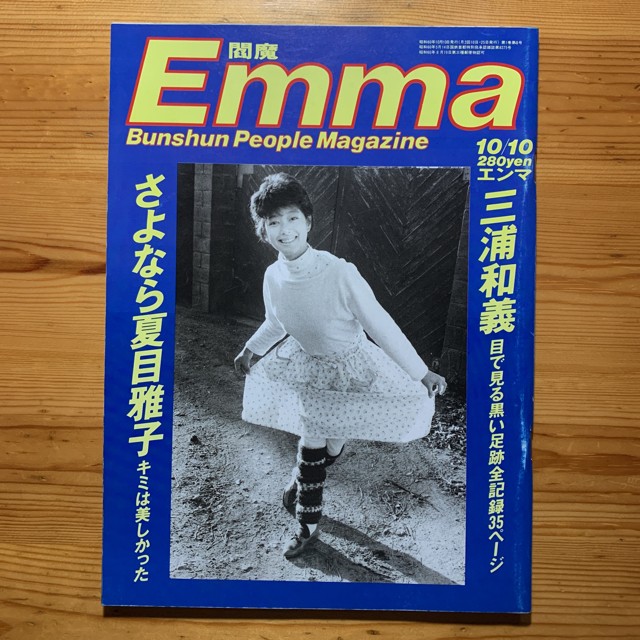 閻魔
Emma
Bunshun People Magazine
10/10
280yen
エンマ
三浦和義 目で見る黒い足跡全記録35ページ
さよなら夏目雅子 キミは美しかった